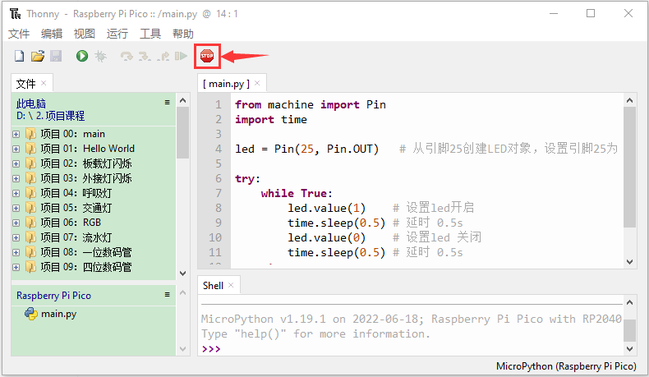 Thonny - Raspberry Pi Pico :: /main.py @ 14 : 1
文件 编辑 视图 运行 工具 帮助
STOP
文件
此电脑
D: \ 2. 项目课程
项目 00: main
项目 01: Hello World
项目 02: 板载灯闪烁
项目 03: 外接灯闪烁
项目 04: 呼吸灯
项目 05: 交通灯
项目 06: RGB
项目 07: 流水灯
项目 08: 一位数码管
项目 09: 四位数码管
Raspberry Pi Pico
main.py
[ main.py ]
1 from machine import Pin
2 import time
3
4 led = Pin(25, Pin.OUT) # 从引脚25创建LED对象，设置引脚25为
5
6 try:
7 while True:
8 led.value(1) # 设置led开启
9 time.sleep(0.5) # 延时 0.5s
10 led.value(0) # 设置led 关闭
11 time.sleep(0.5) # 延时 0.5s
Shell
MicroPython v1.19.1 on 2022-06-18; Raspberry Pi Pico with RP2040
Type "help()" for more information.
>>>
MicroPython (Raspberry Pi Pico)